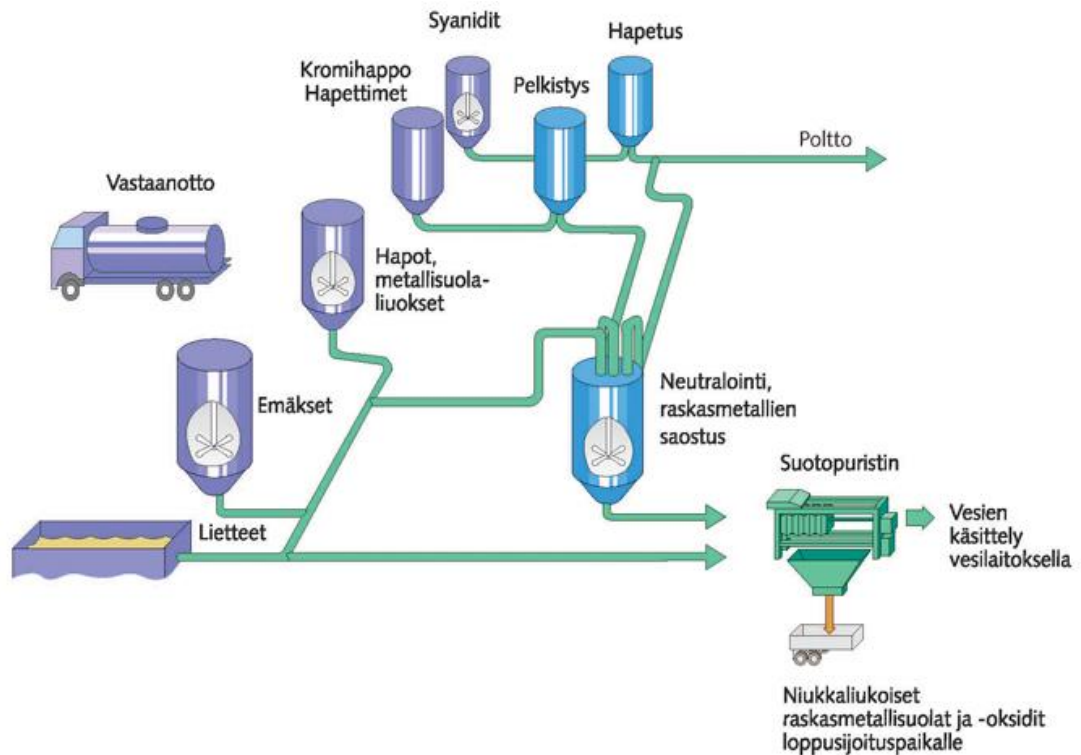 Syanidit
Hapetus
Kromihappo
Hapettimet
Pelkistys
Poltto
Vastaanotto
Hapot,
metallisuola-
liuokset
Emäkset
Neutralointi,
raskasmetallien
saostus
Suotopuristin
Lietteet
Vesien
käsittely
vesilaitoksella
Niukkaliukoiset
raskasmetallisuolat ja -oksidit
loppusijoituspaikalle